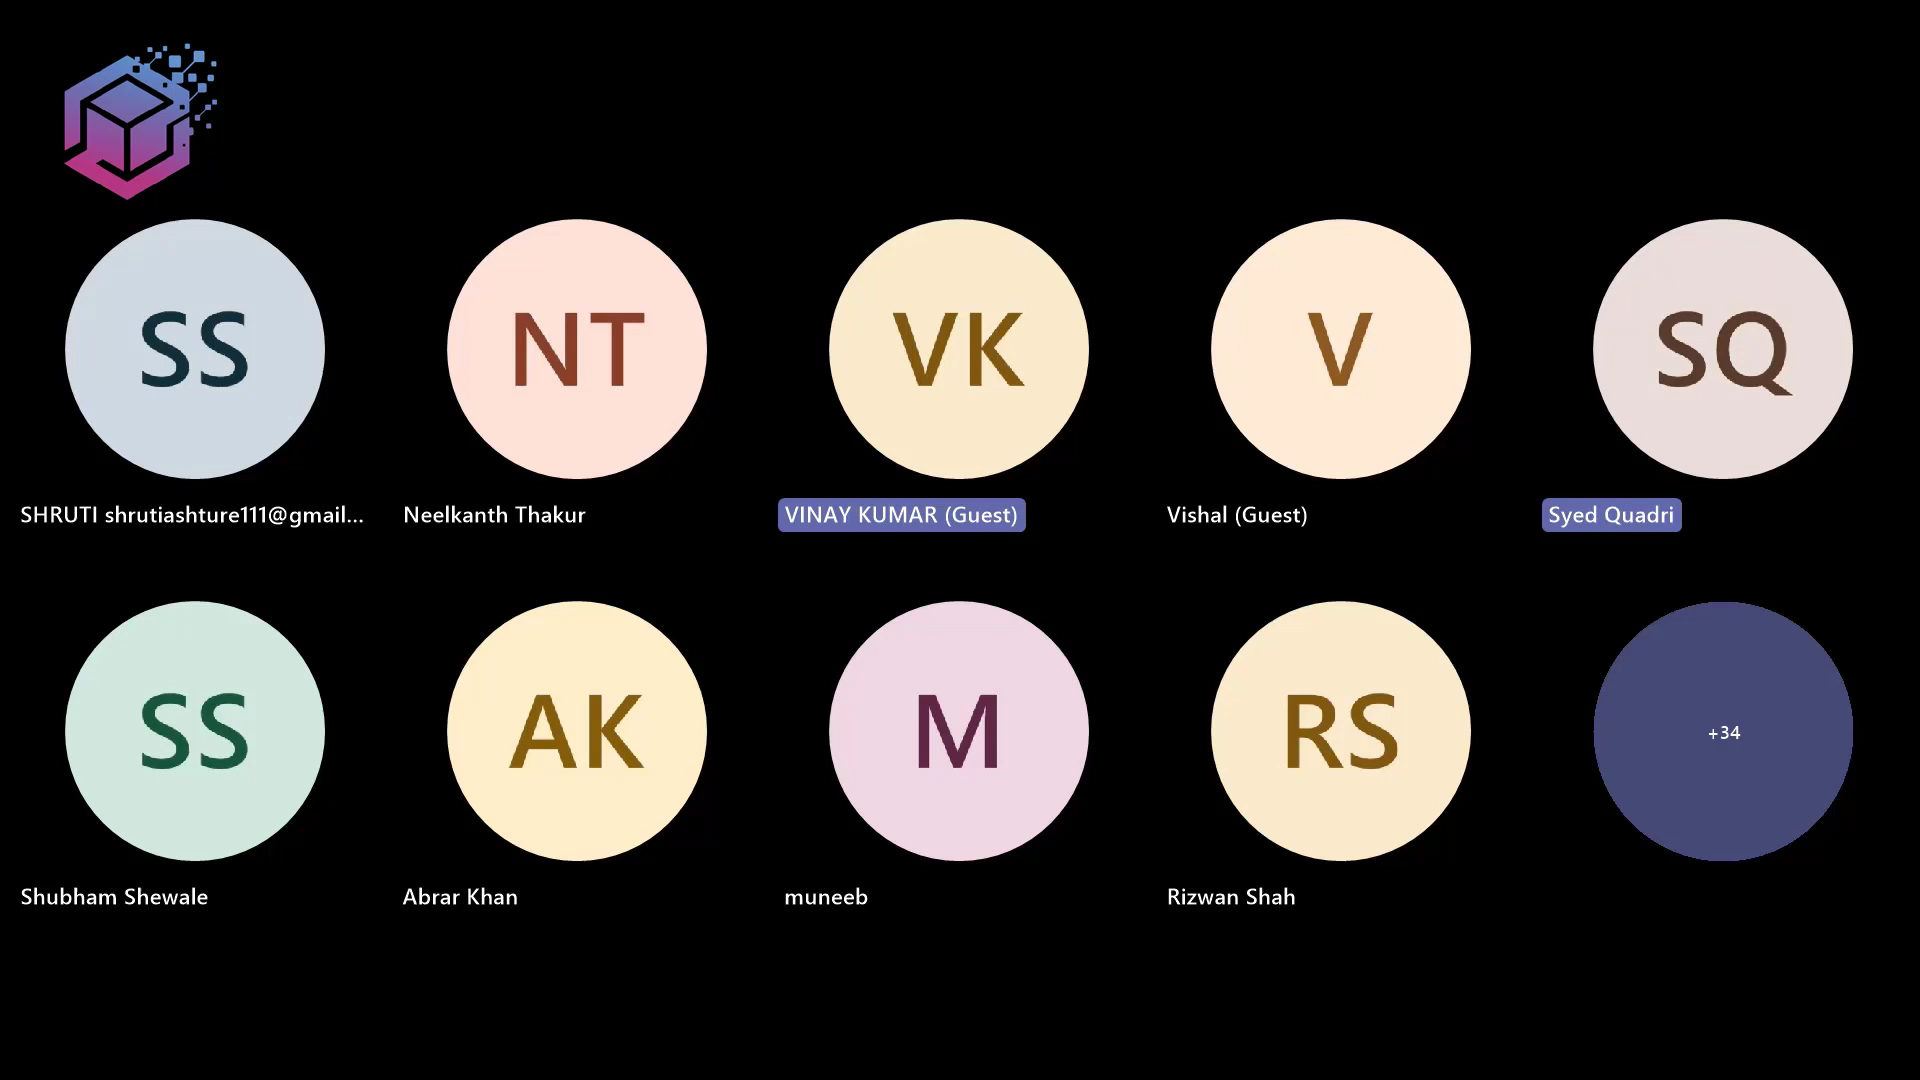 SS
NT
VK
V
SQ
SHRUTI shrutiashture111@gmail...
Neelkanth Thakur
VINAY KUMAR (Guest)
Vishal (Guest)
Syed Quadri
SS
AK
M
RS
+34
Shubham Shewale
Abrar Khan
muneeb
Rizwan Shah